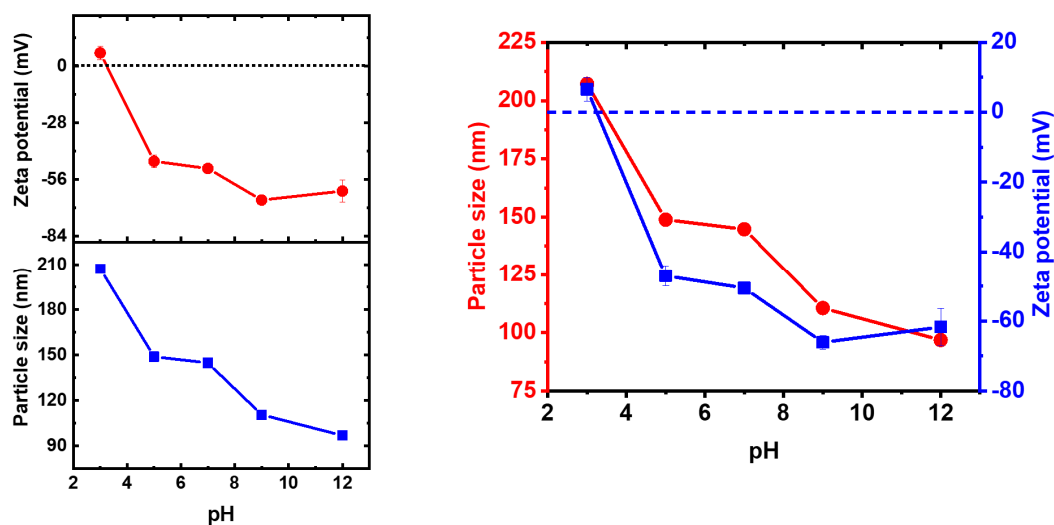 Zeta potential (mV)
0
-28
-56
-84
Particle size (nm)
210
180
150
120
90
2 4 6 8 10 12
pH
Particle size (nm)
225
200
175
150
125
100
75
2 4 6 8 10 12
pH
20
0
-20
-40
-60
-80
Zeta potential (mV)